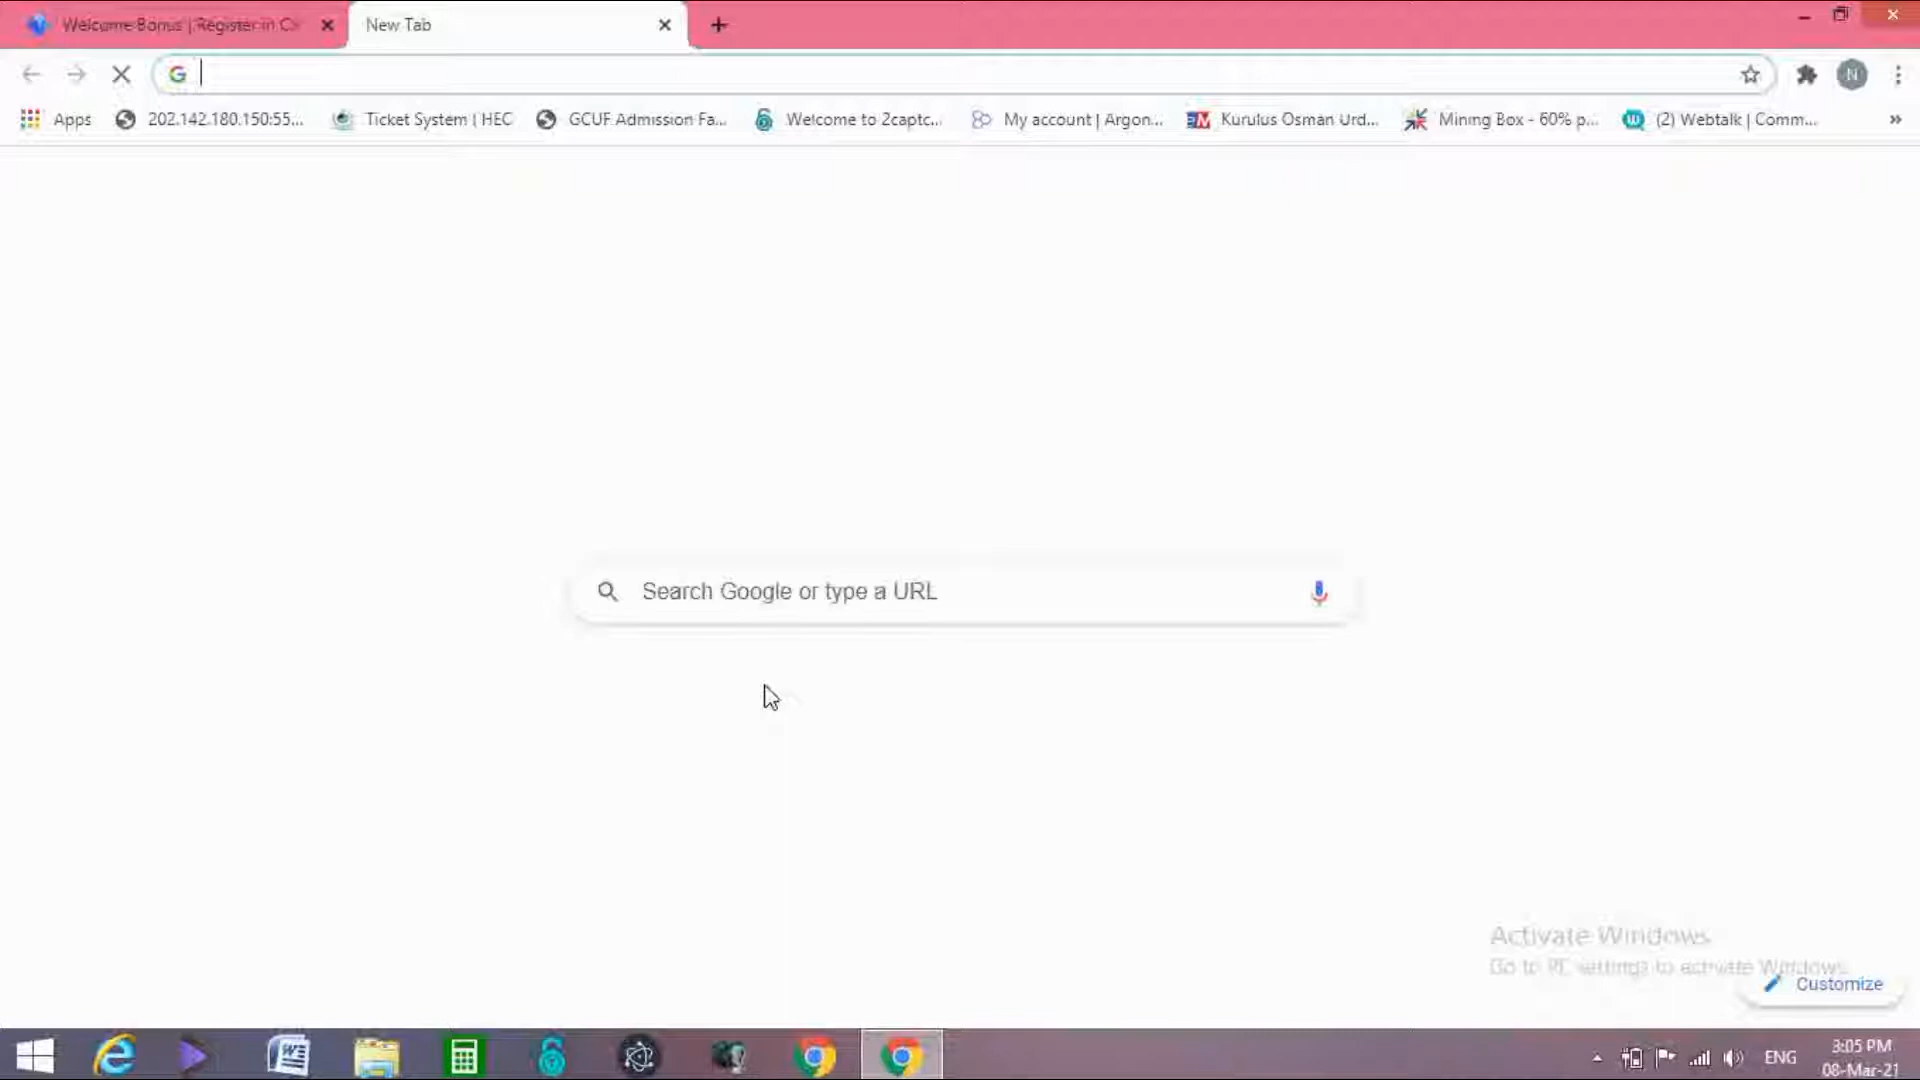 Welcome Bonus | Register in C
New Tab
Apps
202.142.180.150:55...
Ticket System | HEC
GCUF Admission Fa...
Welcome to 2captc...
My account | Argon...
Kurulus Osman Urd...
Mining Box - 60% p...
(2) Webtalk | Comm...
»
N
Search Google or type a URL
Activate Windows
Go to PC settings to activate Windows.
Customize
ENG
3:05 PM
08-Mar-21